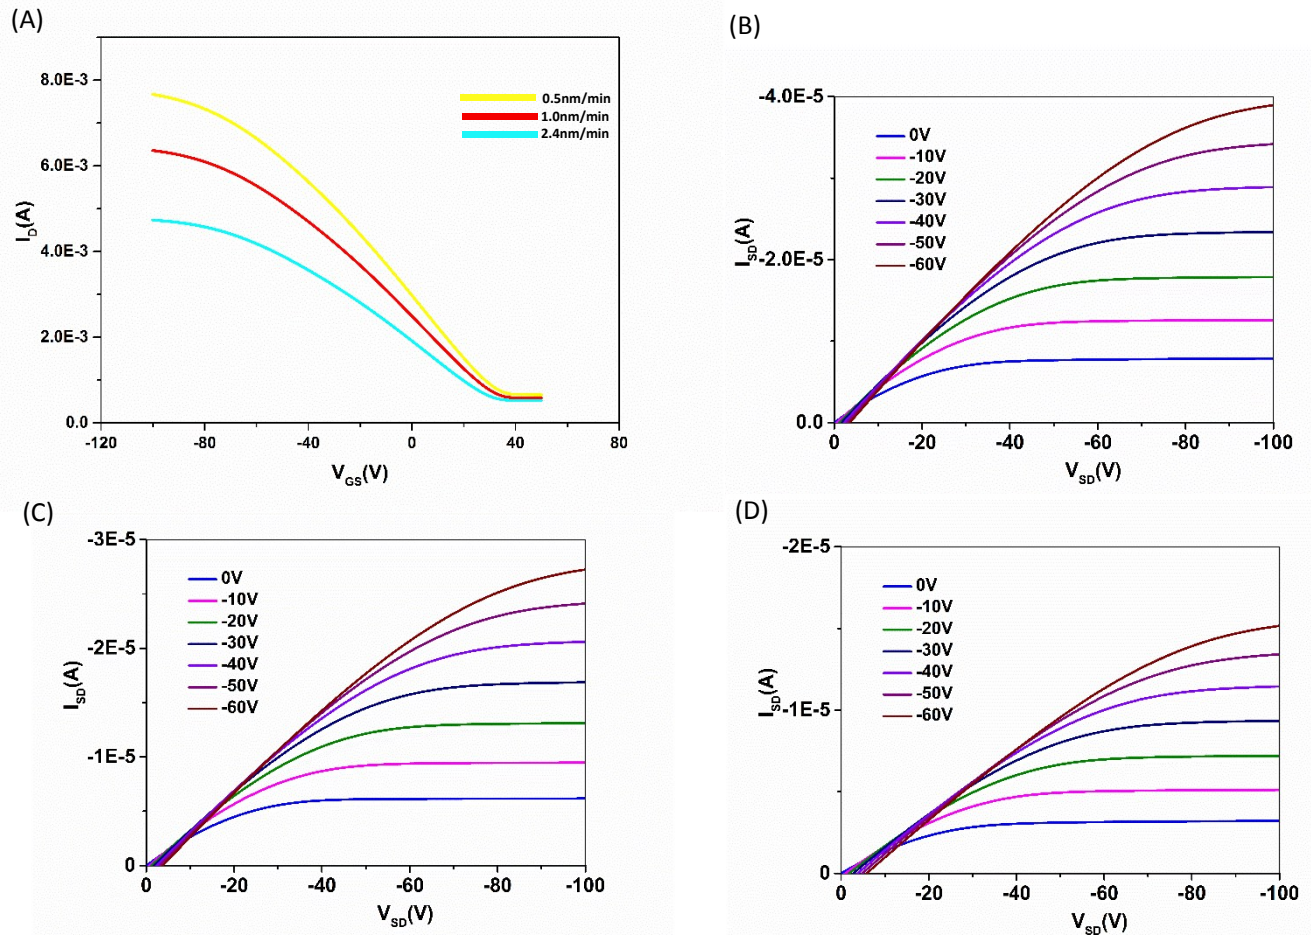 (A)
8.0E-3
6.0E-3
4.0E-3
2.0E-3
0.0
I_D(A)
-120
-80
-40
0
40
80
V_GS(V)
0.5nm/min
1.0nm/min
2.4nm/min
(B)
-4.0E-5
-2.0E-5
0.0
I_SD(A)
0V
-10V
-20V
-30V
-40V
-50V
-60V
0
-20
-40
-60
-80
-100
V_SD(V)
(C)
-3E-5
-2E-5
-1E-5
0
I_SD(A)
0V
-10V
-20V
-30V
-40V
-50V
-60V
0
-20
-40
-60
-80
-100
V_SD(V)
(D)
-2E-5
-1E-5
0
I_SD(A)
0V
-10V
-20V
-30V
-40V
-50V
-60V
0
-20
-40
-60
-80
-100
V_SD(V)